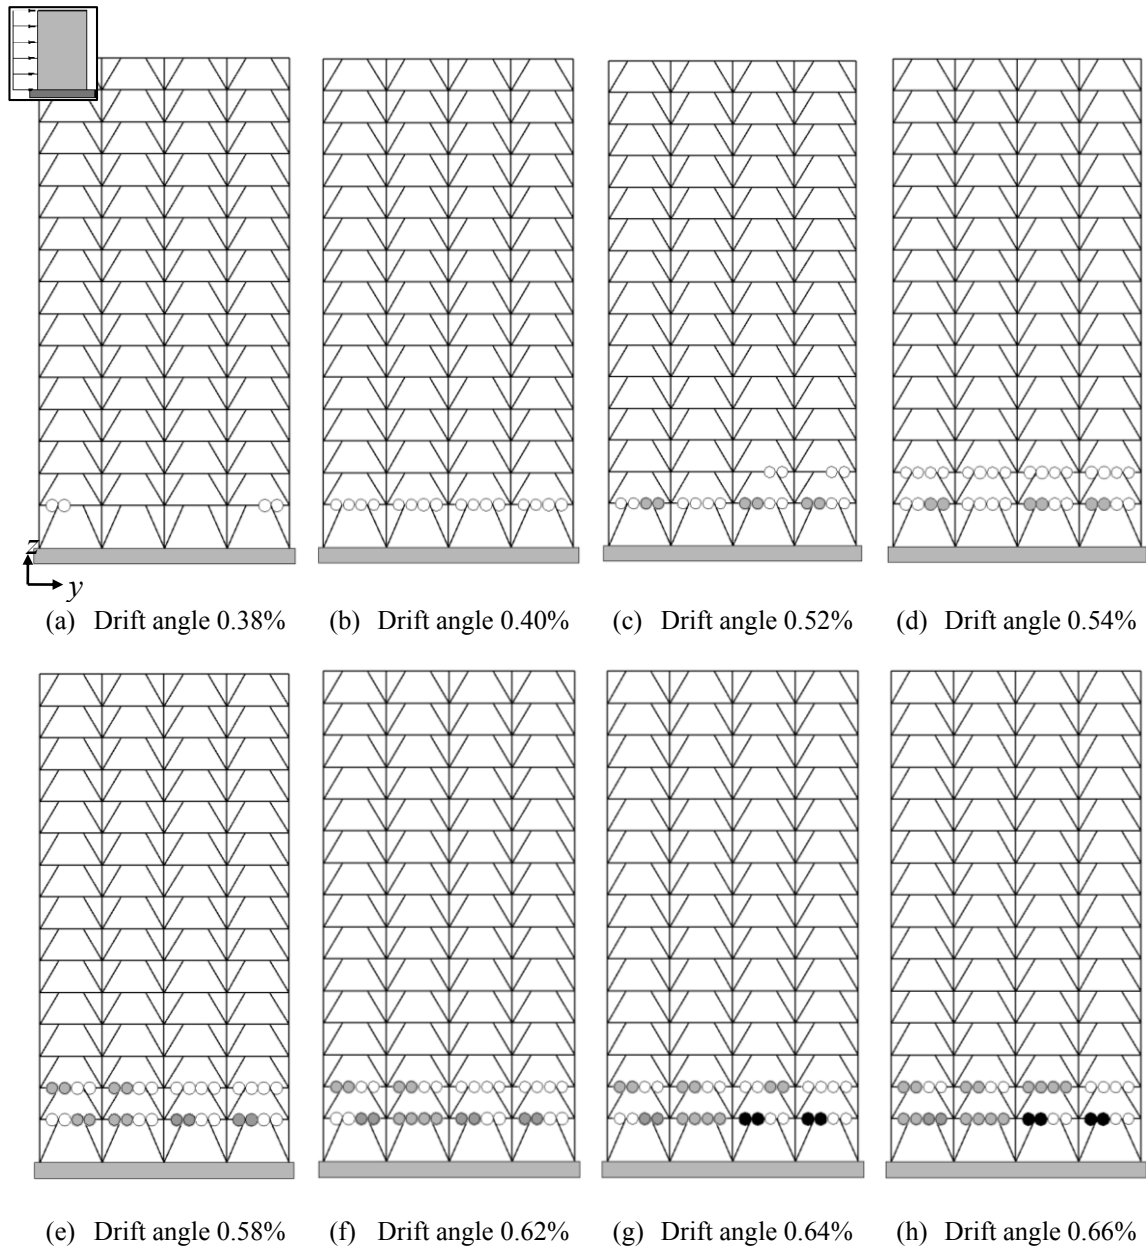 z
y
(a) Drift angle 0.38%
(b) Drift angle 0.40%
(c) Drift angle 0.52%
(d) Drift angle 0.54%
(e) Drift angle 0.58%
(f) Drift angle 0.62%
(g) Drift angle 0.64%
(h) Drift angle 0.66%